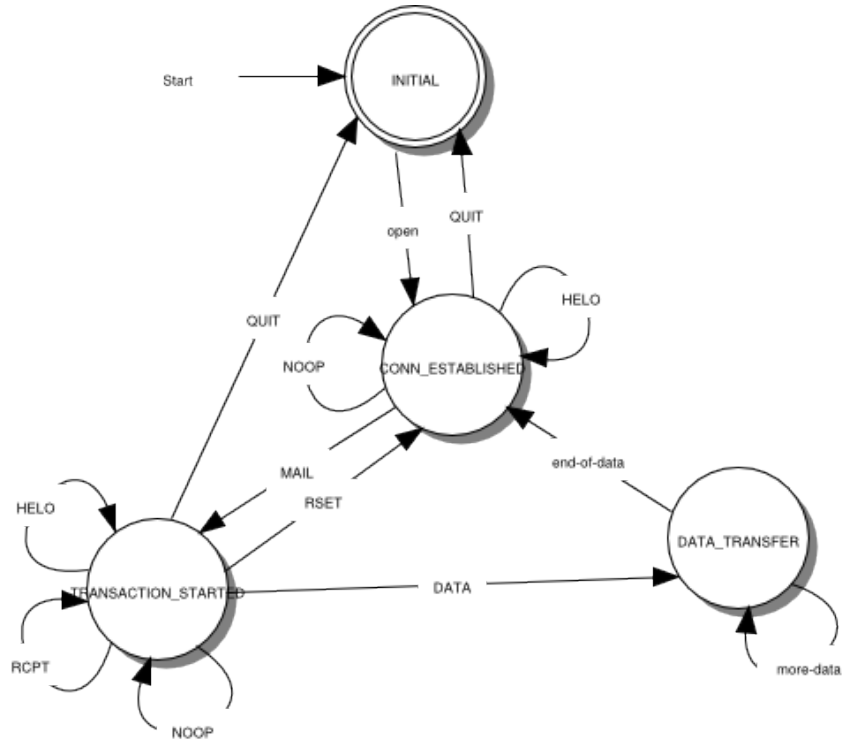 Start
INITIAL
open
QUIT
HELO
QUIT
NOOP
CONN_ESTABLISHED
MAIL
end-of-data
RSET
HELO
DATA_TRANSFER
TRANSACTION_STARTED
DATA
RCPT
more-data
NOOP